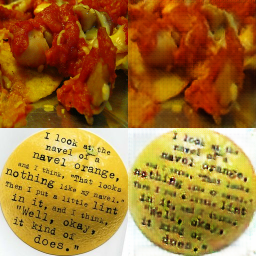 I look at the
navel of a
navel orange,
and I think, "That looks
nothing like my navel."
Then I put a little lint
in it, and I think,
"Well, okay,
it kind of
does."